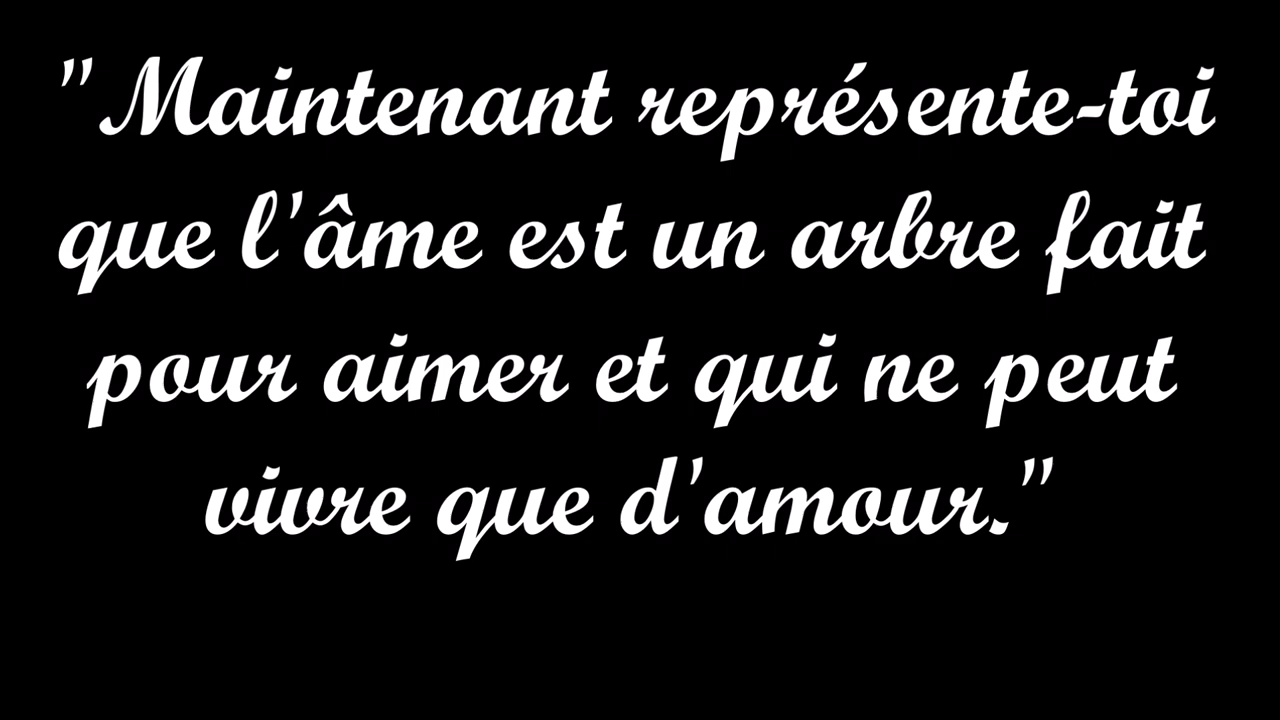 "Maintenant représente-toi
que l'âme est un arbre fait
pour aimer et qui ne peut
vivre que d'amour."